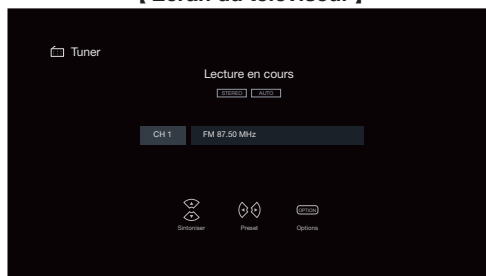 [ Écran du téléviseur ]
Tuner
Lecture en cours
STEREO AUTO
CH 1 FM 87.50 MHz
OPTION
Sintoniser Preset Options